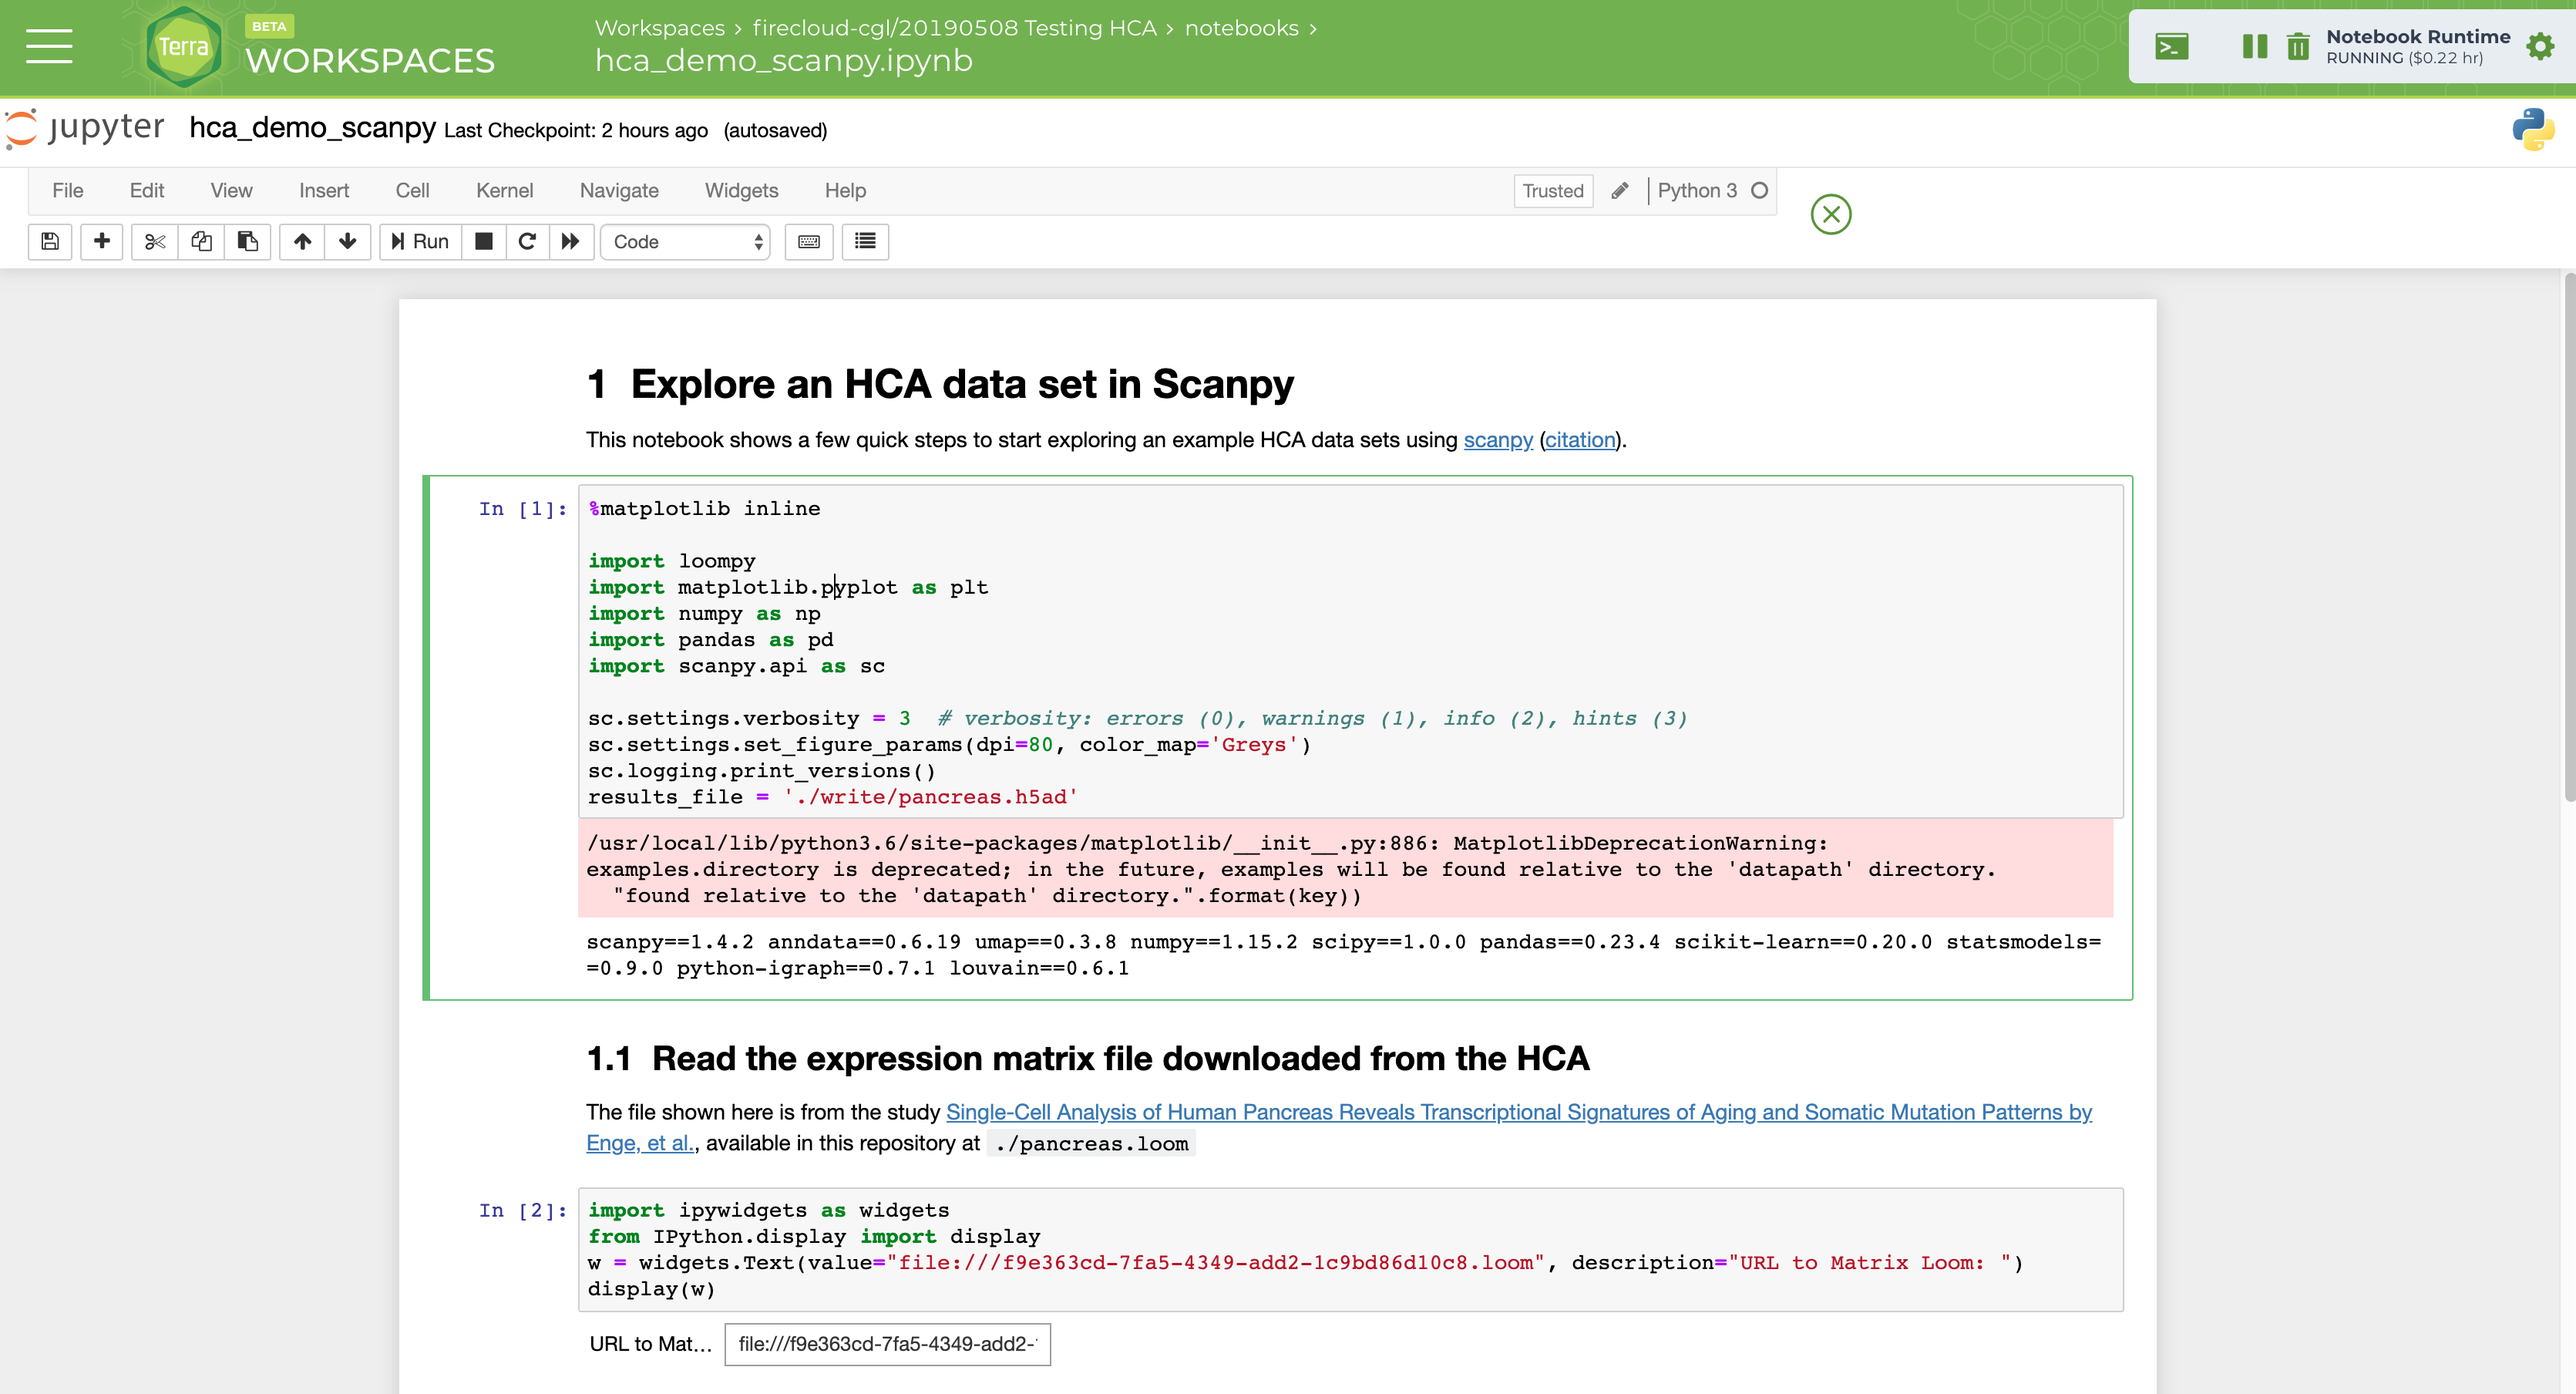 Terra
BETA
WORKSPACES
Workspaces › firecloud-cgl/20190508 Testing HCA › notebooks ›
hca_demo_scanpy.ipynb
>_
Notebook Runtime
RUNNING ($0.22 hr)
jupyter hca_demo_scanpy Last Checkpoint: 2 hours ago (autosaved)
File Edit View Insert Cell Kernel Navigate Widgets Help Trusted Python 3
Run Code
1 Explore an HCA data set in Scanpy
This notebook shows a few quick steps to start exploring an example HCA data sets using scanpy (citation).
In [1]: %matplotlib inline
import loompy
import matplotlib.pyplot as plt
import numpy as np
import pandas as pd
import scanpy.api as sc
sc.settings.verbosity = 3  # verbosity: errors (0), warnings (1), info (2), hints (3)
sc.settings.set_figure_params(dpi=80, color_map='Greys')
sc.logging.print_versions()
results_file = './write/pancreas.h5ad'
/usr/local/lib/python3.6/site-packages/matplotlib/__init__.py:886: MatplotlibDeprecationWarning:
examples.directory is deprecated; in the future, examples will be found relative to the 'datapath' directory.
"found relative to the 'datapath' directory.".format(key))
scanpy==1.4.2 anndata==0.6.19 umap==0.3.8 numpy==1.15.2 scipy==1.0.0 pandas==0.23.4 scikit-learn==0.20.0 statsmodels=
=0.9.0 python-igraph==0.7.1 louvain==0.6.1
1.1 Read the expression matrix file downloaded from the HCA
The file shown here is from the study Single-Cell Analysis of Human Pancreas Reveals Transcriptional Signatures of Aging and Somatic Mutation Patterns by
Enge, et al., available in this repository at ./pancreas.loom
In [2]: import ipywidgets as widgets
from IPython.display import display
w = widgets.Text(value="file:///f9e363cd-7fa5-4349-add2-1c9bd86d10c8.loom", description="URL to Matrix Loom: ")
display(w)
URL to Mat... file:///f9e363cd-7fa5-4349-add2-